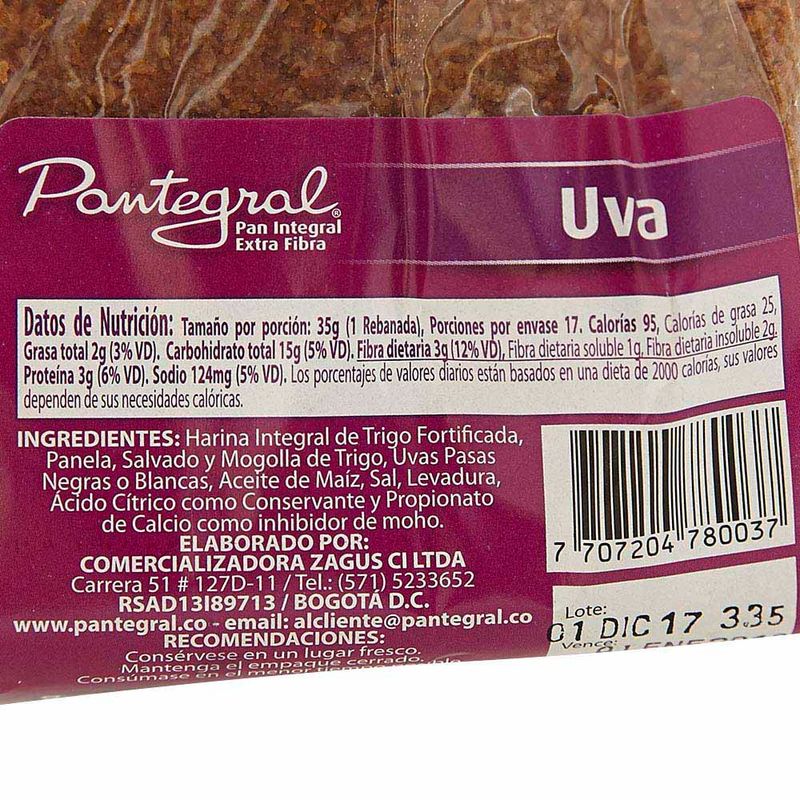 Pantegral®
Pan Integral
Extra Fibra
Uva
Datos de Nutrición: Tamaño por porción: 35g (1 Rebanada), Porciones por envase 17. Calorías 95, Calorías de grasa 25,
Grasa total 2g (3% VD). Carbohidrato total 15g (5% VD). Fibra dietaria 3g (12% VD), Fibra dietaria soluble 1g. Fibra dietaria insoluble 2g.
Proteína 3g (6% VD). Sodio 124mg (5% VD). Los porcentajes de valores diarios están basados en una dieta de 2000 calorías, sus valores
dependen de sus necesidades calóricas.
INGREDIENTES: Harina Integral de Trigo Fortificada,
Panela, Salvado y Mogolla de Trigo, Uvas Pasas
Negras o Blancas, Aceite de Maíz, Sal, Levadura,
Ácido Cítrico como Conservante y Propionato
de Calcio como inhibidor de moho.
ELABORADO POR:
COMERCIALIZADORA ZAGUS CI LTDA
Carrera 51 # 127D-11 / Tel.: (571) 5233652
RSAD13I89713 / BOGOTÁ D.C.
www.pantegral.co - email: alcliente@pantegral.co
RECOMENDACIONES:
Consérvese en un lugar fresco.
Mantenga el empaque cerrado.
Consúmase en el menor tiempo
7 707204 780037
Lote:
01 DIC 17 3.35
Vence: